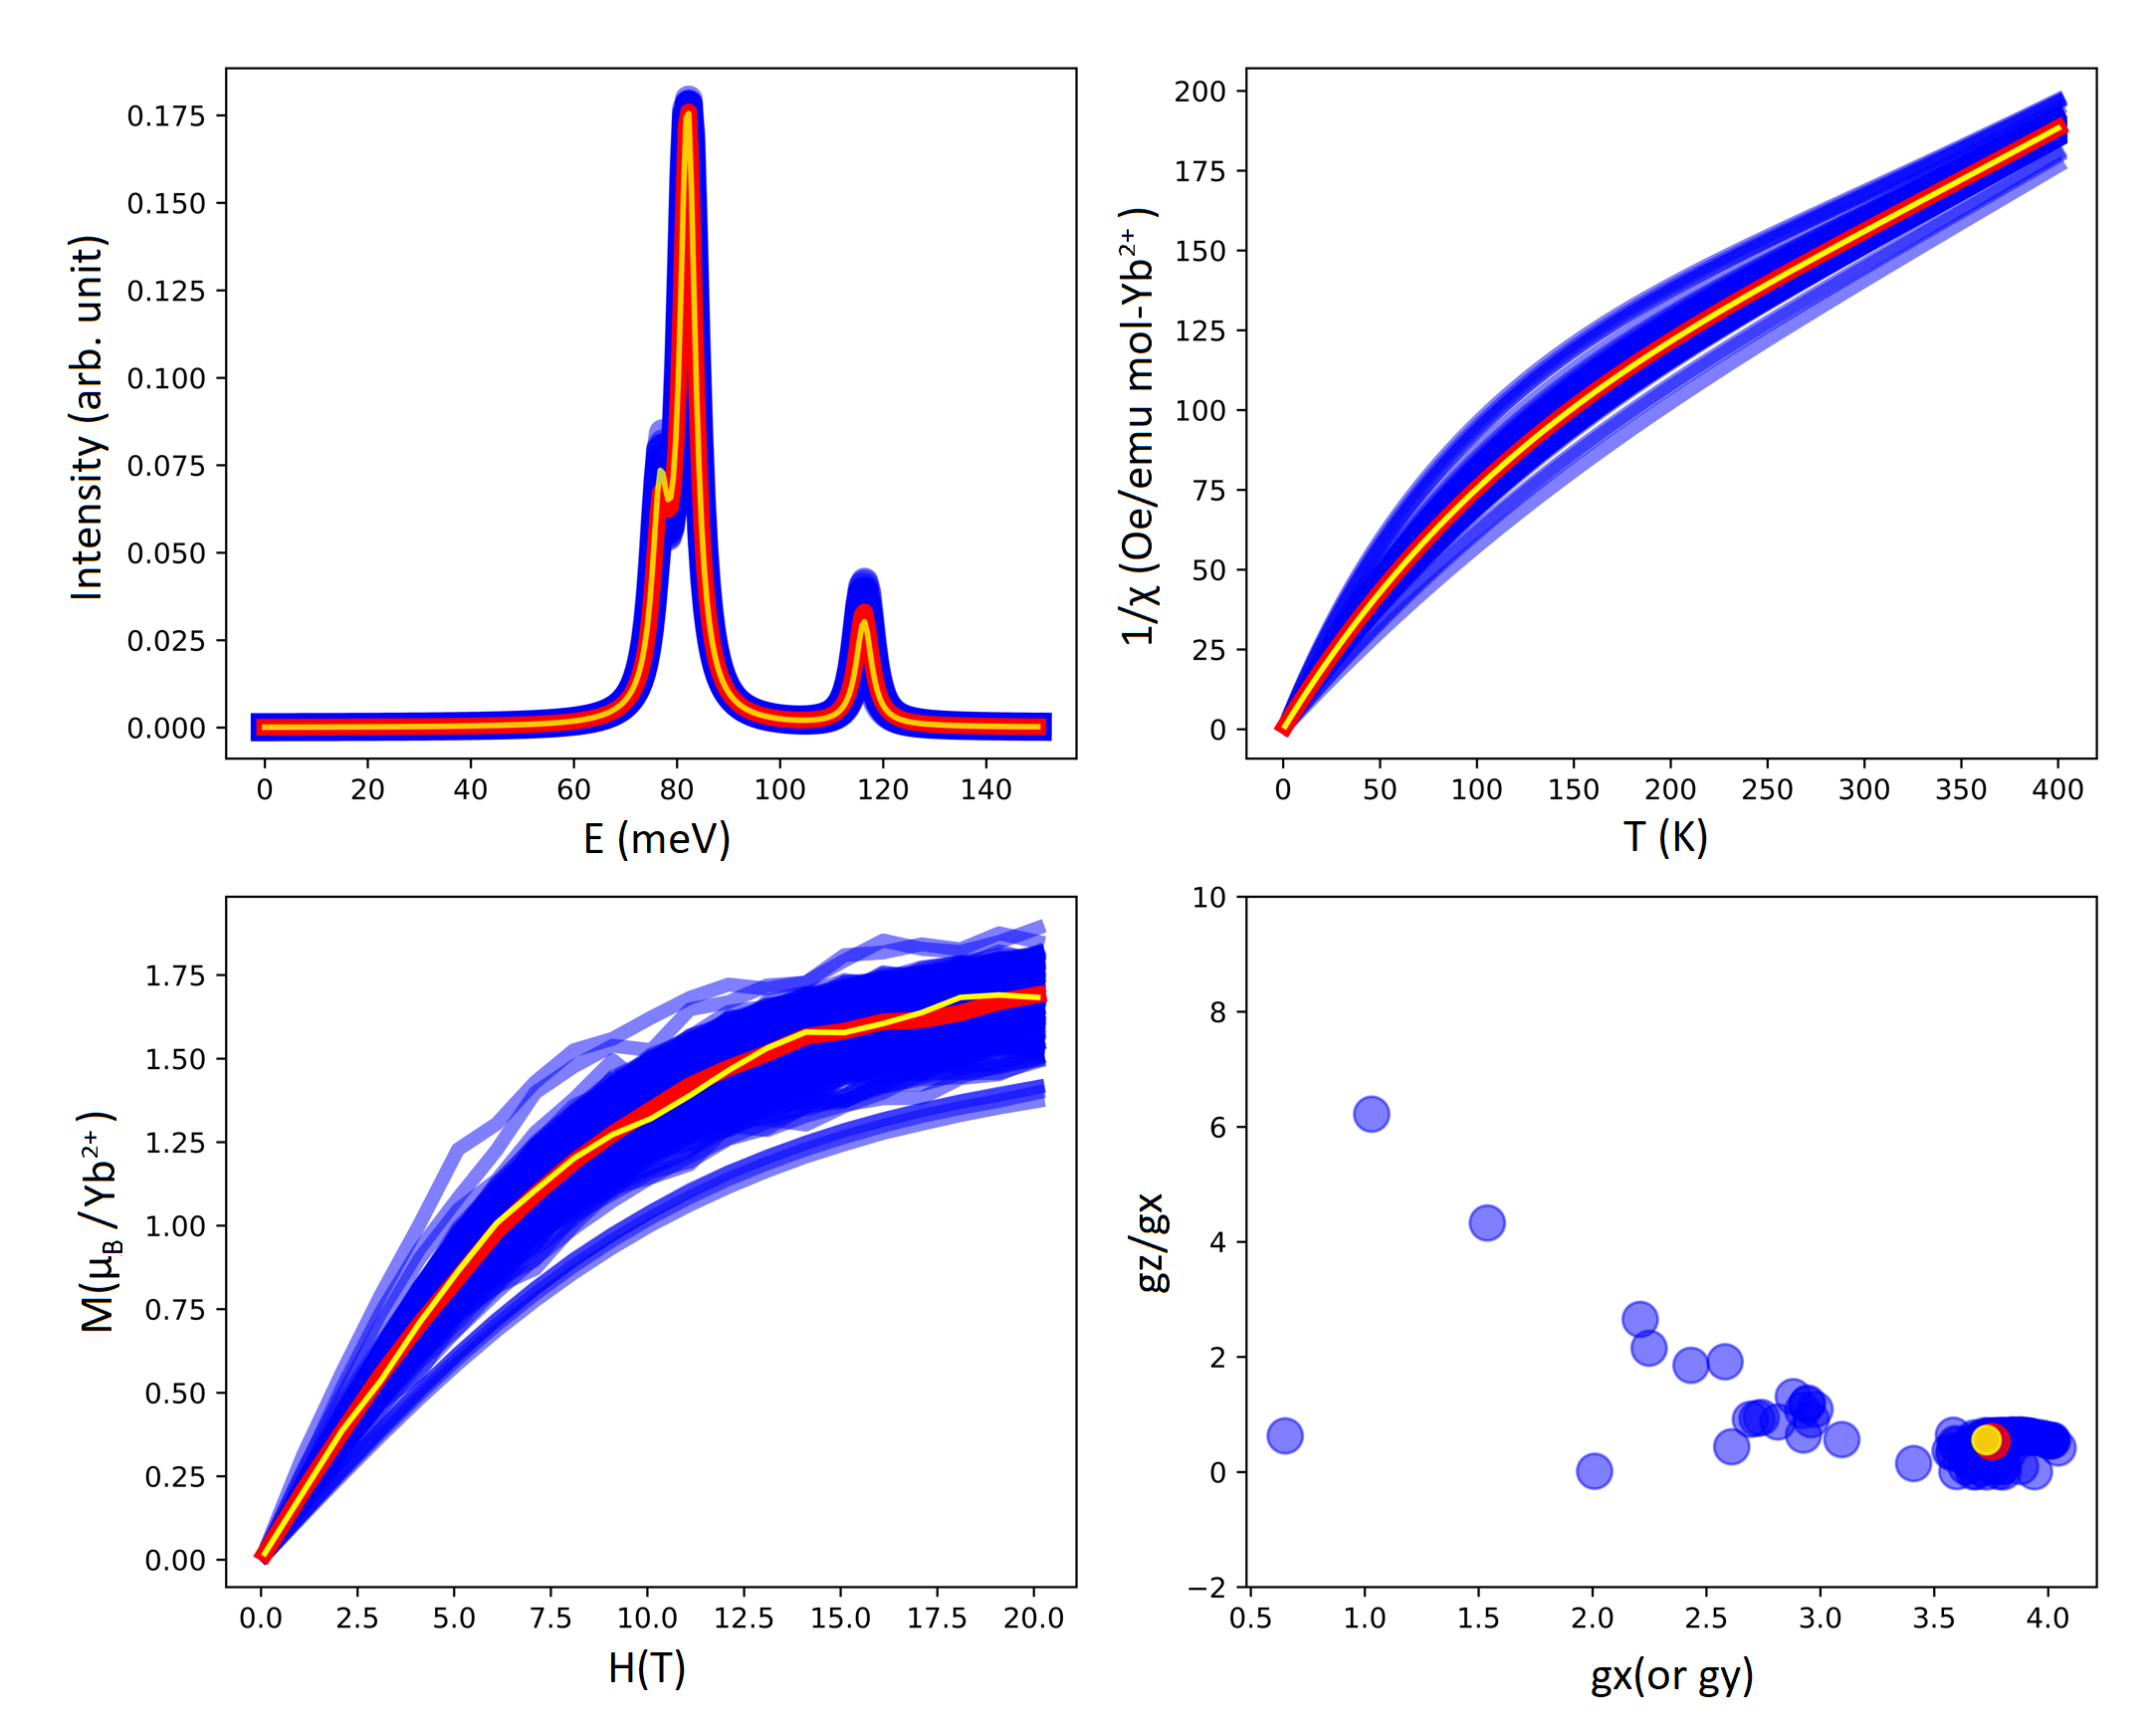 Intensity (arb. unit)
0.175
0.150
0.125
0.100
0.075
0.050
0.025
0.000
0 20 40 60 80 100 120 140
E (meV)
1/χ (Oe/emu mol-Yb²⁺ )
200
175
150
125
100
75
50
25
0
0 50 100 150 200 250 300 350 400
T (K)
M(μB / Yb²⁺ )
1.75
1.50
1.25
1.00
0.75
0.50
0.25
0.00
0.0 2.5 5.0 7.5 10.0 12.5 15.0 17.5 20.0
H(T)
gz/gx
10
8
6
4
2
0
−2
0.5 1.0 1.5 2.0 2.5 3.0 3.5 4.0
gx(or gy)